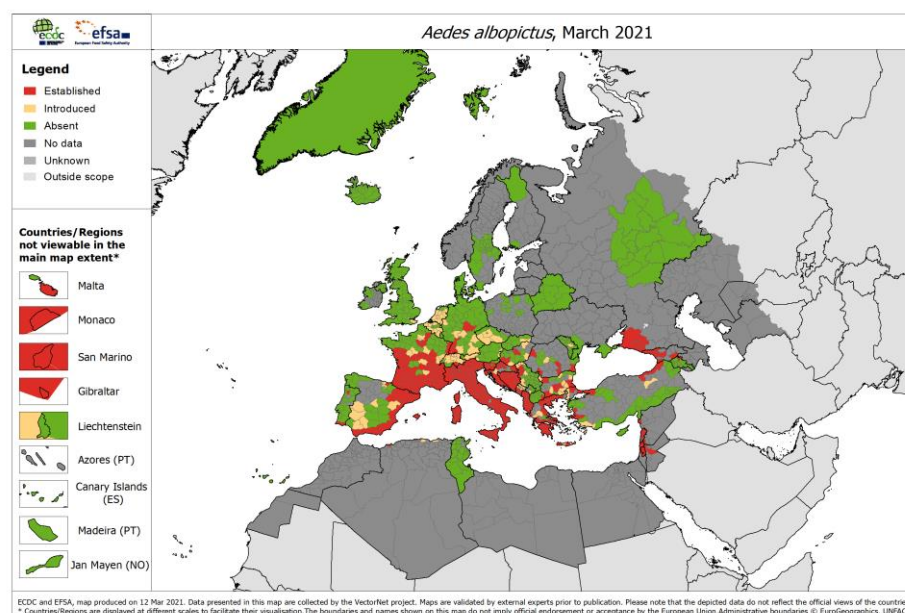 ecdc
efsa
European Food Safety Authority
Aedes albopictus, March 2021
Legend
Established
Introduced
Absent
No data
Unknown
Outside scope
Countries/Regions
not viewable in the
main map extent*
Malta
Monaco
San Marino
Gibraltar
Liechtenstein
Azores (PT)
Canary Islands
(ES)
Madeira (PT)
Jan Mayen (NO)
ECDC and EFSA, map produced on 12 Mar 2021. Data presented in this map are collected by the VectorNet project. Maps are validated by external experts prior to publication. Please note that the depicted data do not reflect the official views of the countrie
* Countries/Regions are displayed at different scales to facilitate their visualisation The boundaries and names shown on this map do not imply official endorsement or acceptance by the European Union Administrative boundaries © EuroGeographics, UNFAO